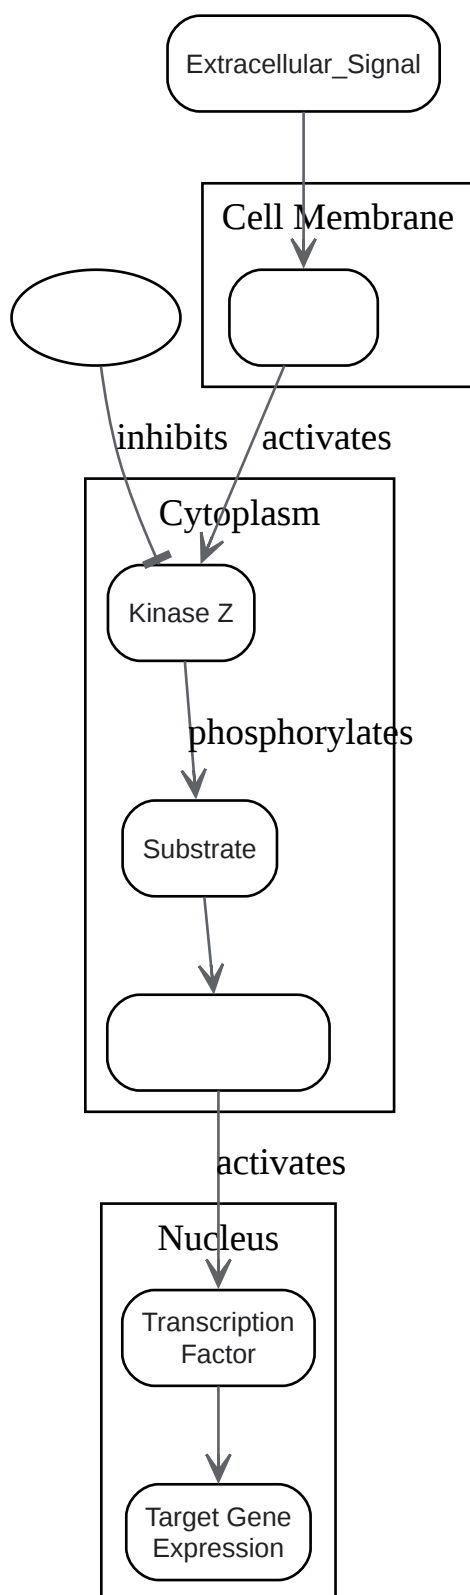 Extracellular_Signal
Cell Membrane
inhibits
activates
Cytoplasm
Kinase Z
phosphorylates
Substrate
activates
Nucleus
Transcription
Factor
Target Gene
Expression